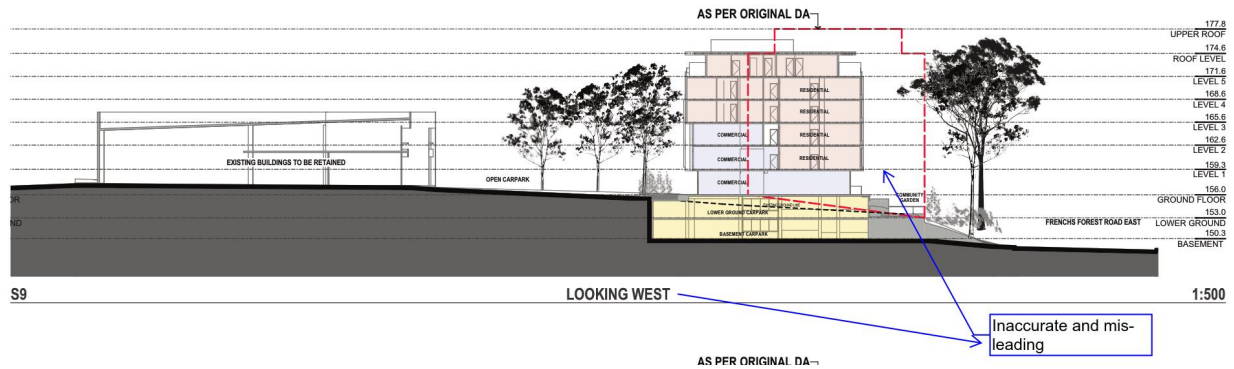 AS PER ORIGINAL DA
177.8
UPPER ROOF
174.6
ROOF LEVEL
171.6
LEVEL 5
168.6
LEVEL 4
165.6
LEVEL 3
162.6
LEVEL 2
159.3
LEVEL 1
156.0
GROUND FLOOR
153.0
LOWER GROUND
150.3
BASEMENT
RESIDENTIAL
RESIDENTIAL
COMMERCIAL
RESIDENTIAL
COMMERCIAL
RESIDENTIAL
COMMERCIAL
EXISTING BUILDINGS TO BE RETAINED
OPEN CARPARK
COMMUNITY
GARDEN
OR
ND
LOWER GROUND CARPARK
BASEMENT CARPARK
FRENCHS FOREST ROAD EAST
S9
LOOKING WEST
1:500
Inaccurate and mis-
leading
AS PER ORIGINAL DA